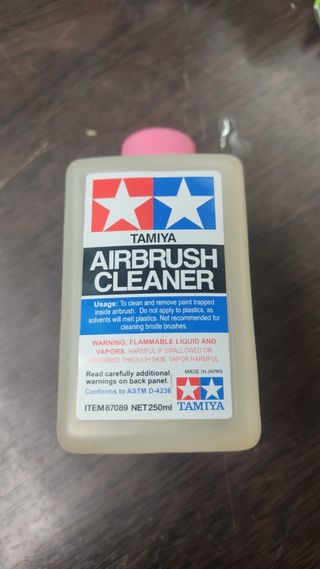 TAMIYA
AIRBRUSH
CLEANER
Usage: To clean and remove paint trapped
inside airbrush. Do not apply to plastics, as
solvents will melt plastics. Not recommended for
cleaning bristle brushes.
WARNING: FLAMMABLE LIQUID AND
VAPORS. HARMFUL IF SWALLOWED OR
ABSORBED THROUGH SKIN. VAPOR HARMFUL
Read carefully additional
warnings on back panel.
Conforms to ASTM D-4236
MADE IN JAPAN
ITEM 87089 NET 250ml
TAMIYA